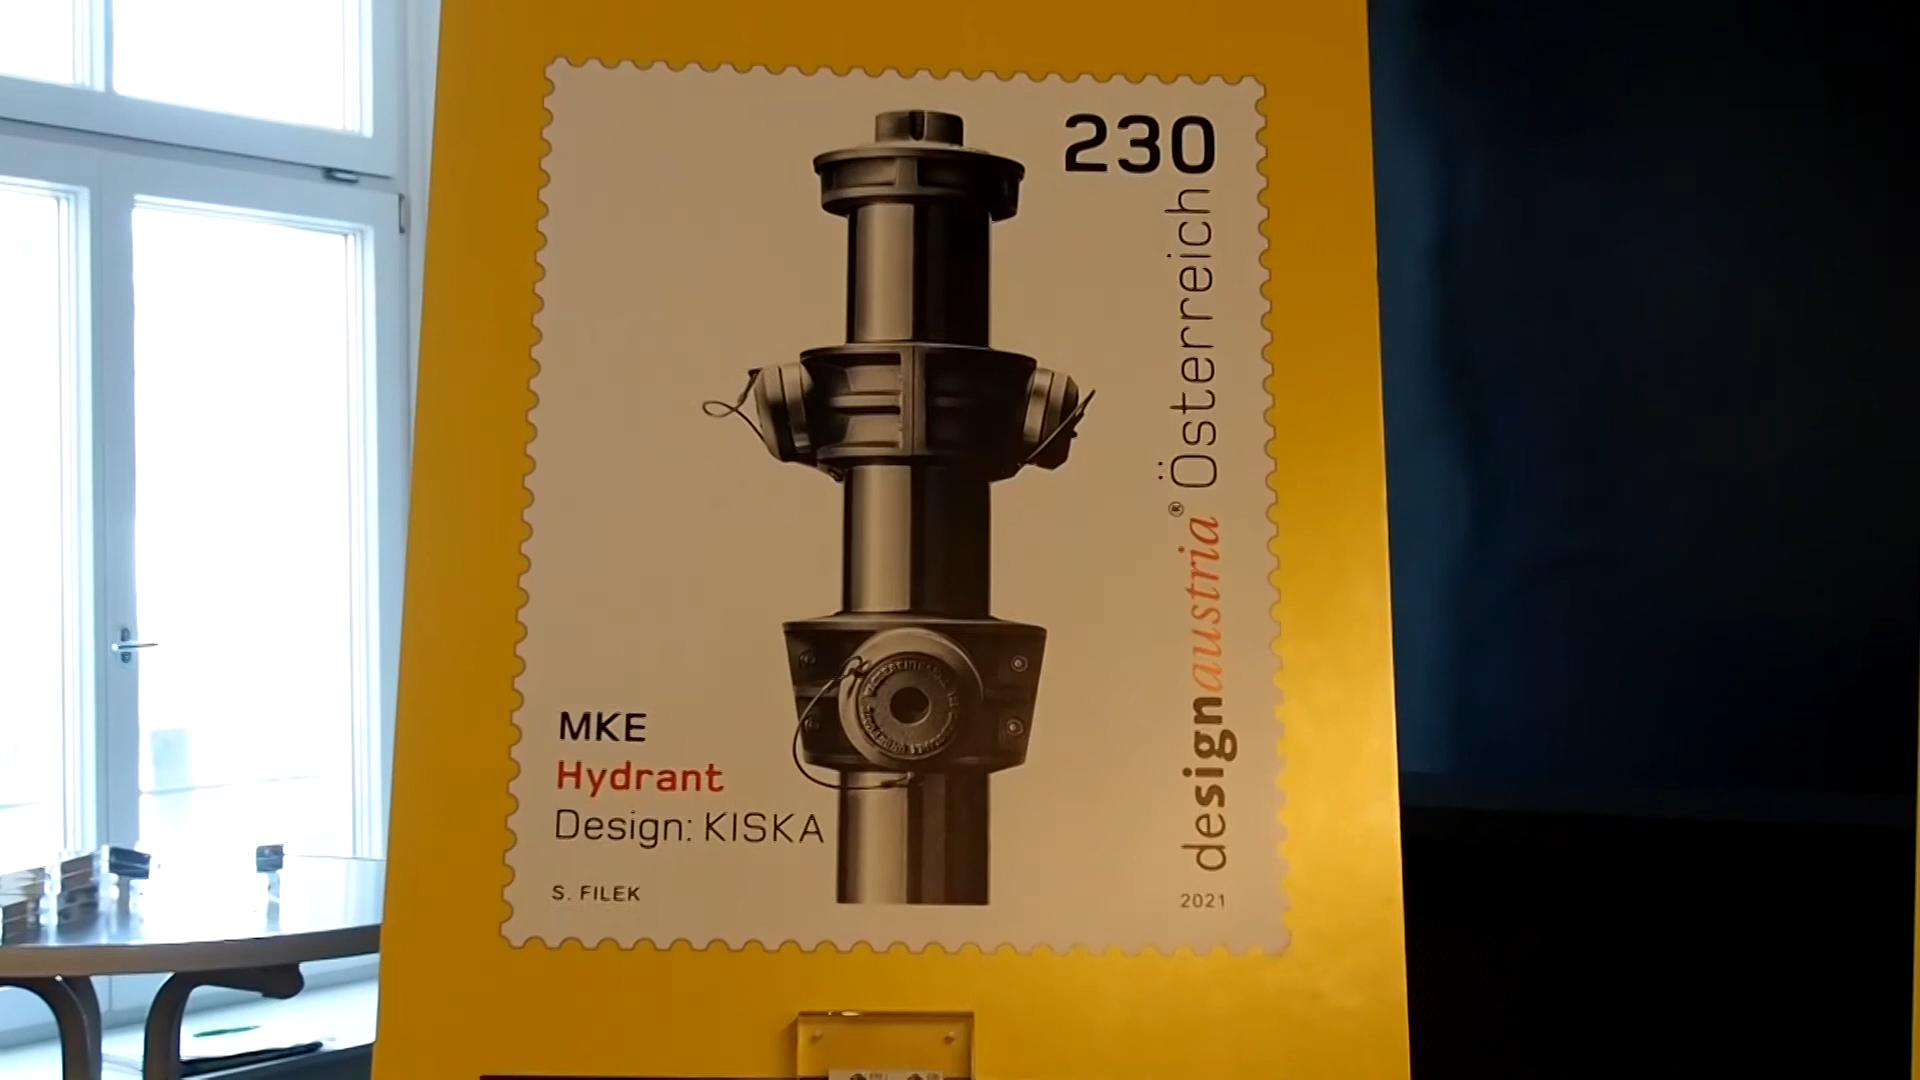 230
designaustria® Österreich
MKE
Hydrant
Design: KISKA
S. FILEK
2021